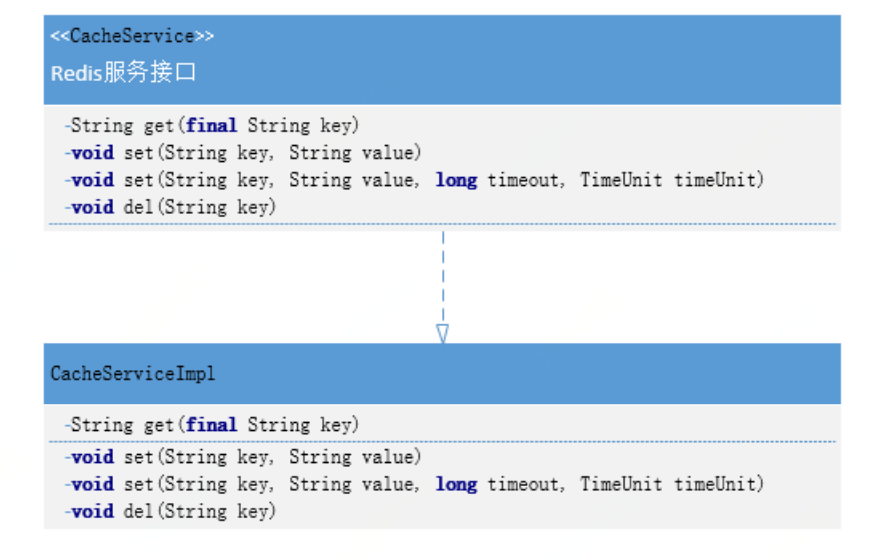 <<CacheService>>
Redis服务接口
-String get(final String key)
-void set(String key, String value)
-void set(String key, String value, long timeout, TimeUnit timeUnit)
-void del(String key)
CacheServiceImpl
-String get(final String key)
-void set(String key, String value)
-void set(String key, String value, long timeout, TimeUnit timeUnit)
-void del(String key)